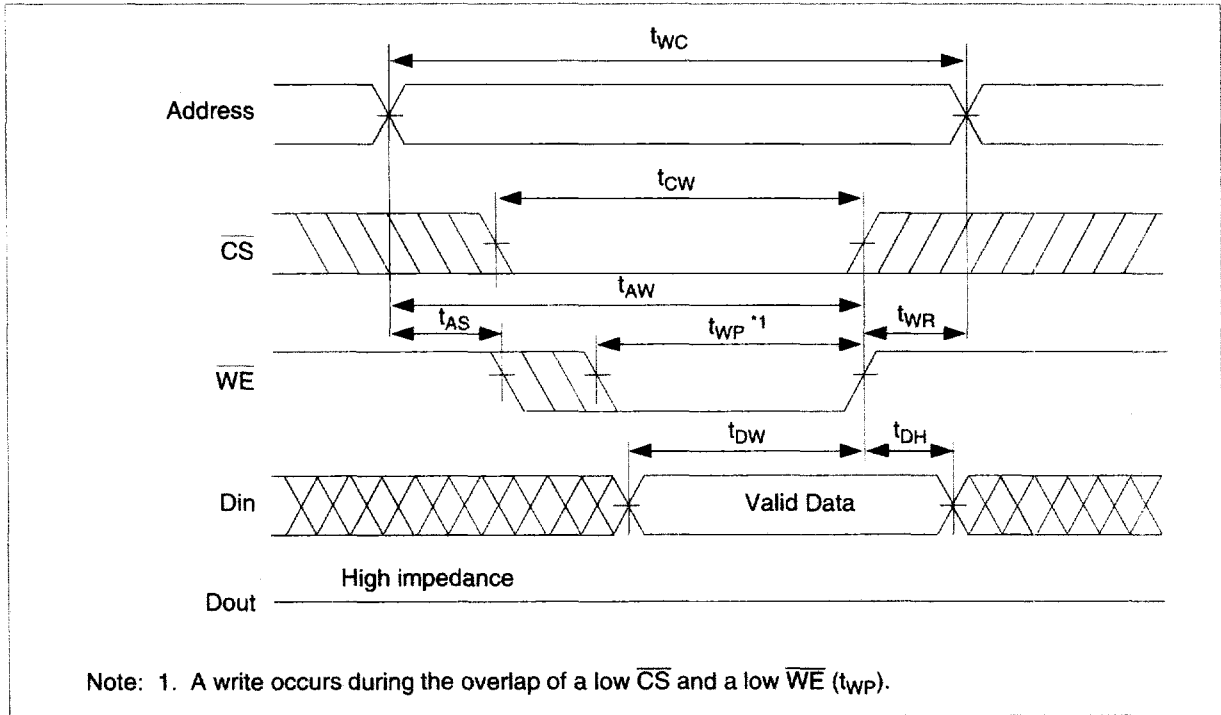 tWC
Address
tCW
CS
tAW
tAS
tWP *1
tWR
WE
tDW
tDH
Din
Valid Data
High impedance
Dout
Note: 1. A write occurs during the overlap of a low CS and a low WE (tWP).